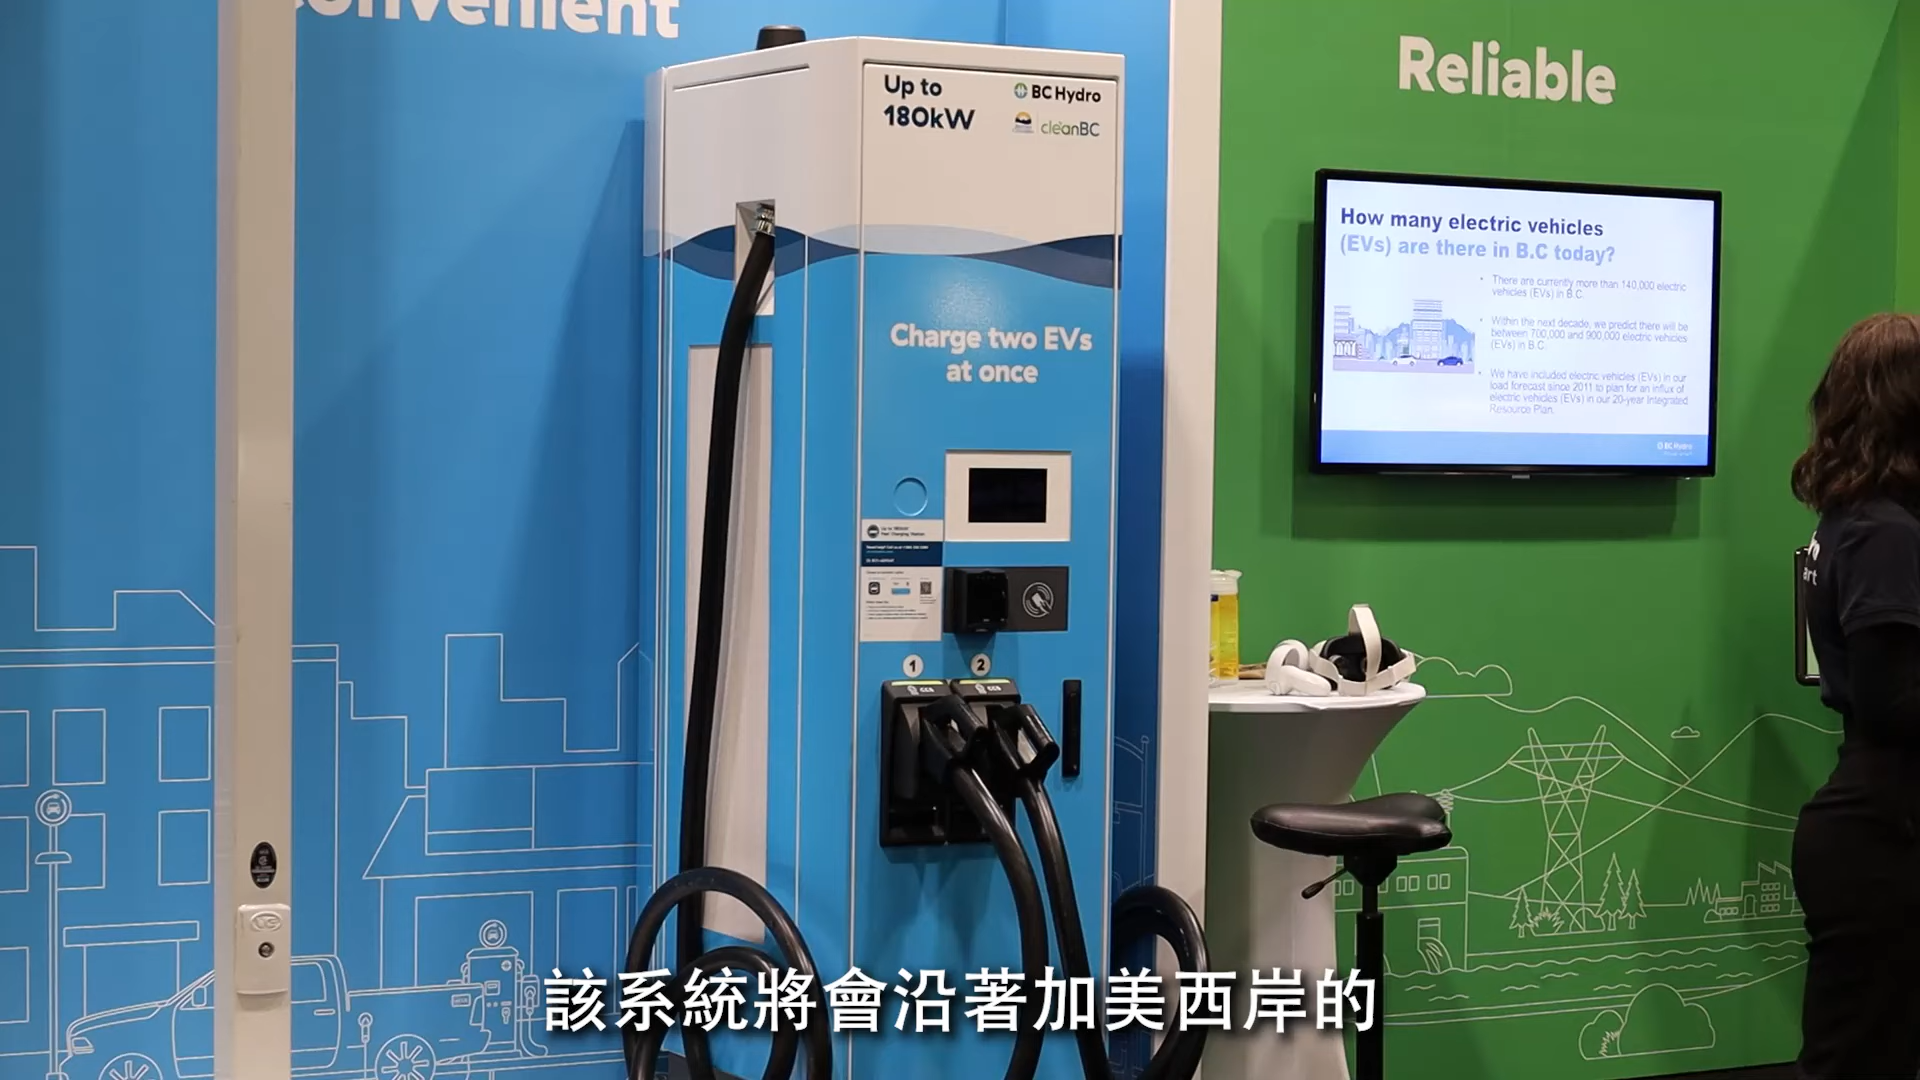 Convenient
Up to
180kW
BC Hydro
cleanBC
Charge two EVs
at once
1
2
CCS
CCS
Reliable
How many electric vehicles
(EVs) are there in B.C today?
There are currently more than 140,000 electric
vehicles (EVs) in B.C.
Within the next decade, we predict there will be
between 700,000 and 900,000 electric vehicles
(EVs) in B.C.
We have included electric vehicles (EVs) in our
load forecast since 2011 to plan for an influx of
electric vehicles (EVs) in our 20-year Integrated
Resource Plan.
BC Hydro
該系統將會沿著加美西岸的